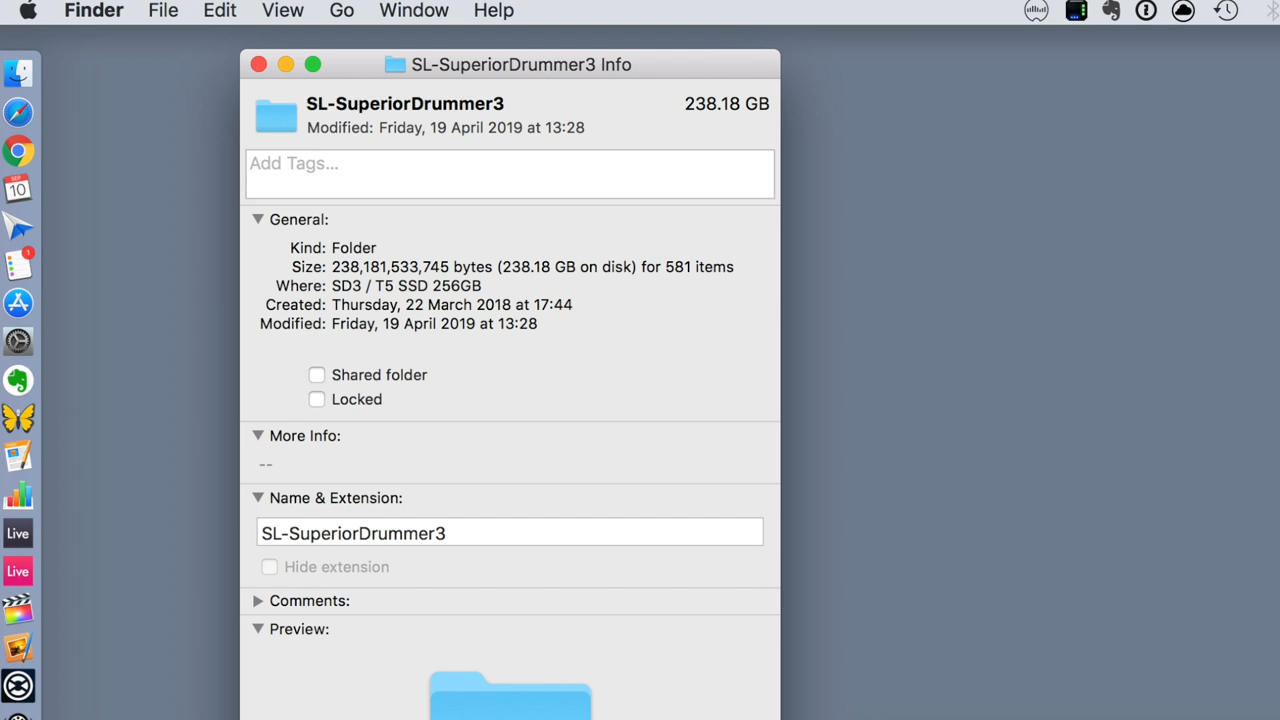 Finder File Edit View Go Window Help
SL-SuperiorDrummer3 Info
SL-SuperiorDrummer3 238.18 GB
Modified: Friday, 19 April 2019 at 13:28
Add Tags...
General:
Kind: Folder
Size: 238,181,533,745 bytes (238.18 GB on disk) for 581 items
Where: SD3 / T5 SSD 256GB
Created: Thursday, 22 March 2018 at 17:44
Modified: Friday, 19 April 2019 at 13:28
Shared folder
Locked
More Info:
--
Name & Extension:
SL-SuperiorDrummer3
Hide extension
Comments:
Preview:
SEP
10
1
Live
Live